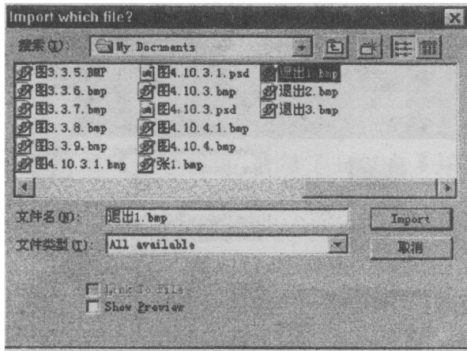 Import which file?
搜索(I): My Documents
图3.3.5.BMP 图4.10.3.1.psd 退出1.bmp
图3.3.6.bmp 图4.10.3.bmp 退出2.bmp
图3.3.7.bmp 图4.10.3.psd 退出3.bmp
图3.3.8.bmp 图4.10.4.1.bmp
图3.3.9.bmp 图4.10.4.bmp
图4.10.3.1.bmp 张1.bmp
文件名(N): 退出1.bmp Import
文件类型(T): All available 取消
Link To File
Show Preview